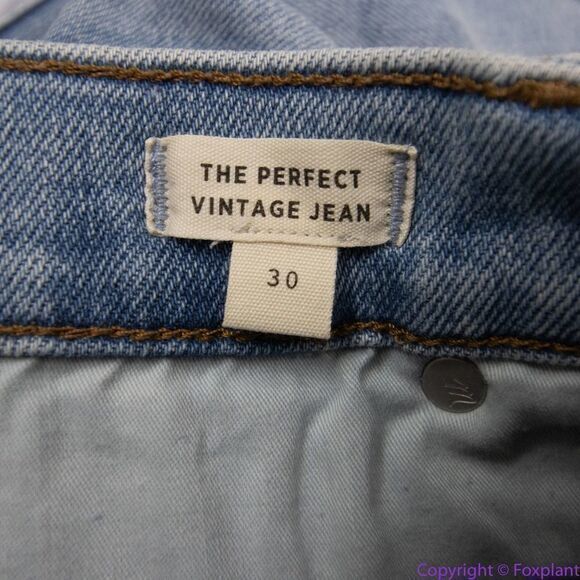 THE PERFECT
VINTAGE JEAN
30
Copyright © Foxplant